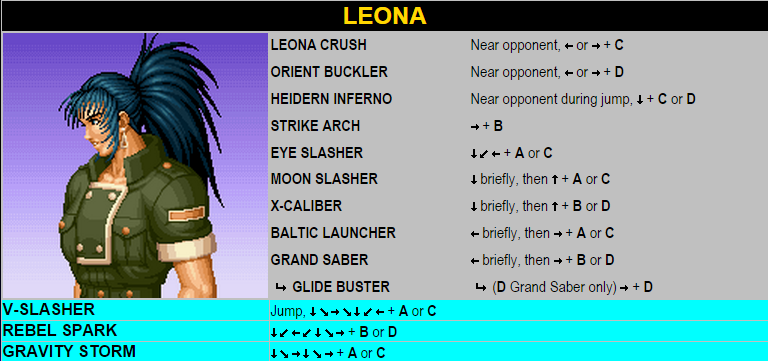 LEONA
LEONA CRUSH Near opponent, ← or → + C
ORIENT BUCKLER Near opponent, ← or → + D
HEIDERN INFERNO Near opponent during jump, ↓ + C or D
STRIKE ARCH → + B
EYE SLASHER ↓↙← + A or C
MOON SLASHER ↓ briefly, then ↑ + A or C
X-CALIBER ↓ briefly, then ↑ + B or D
BALTIC LAUNCHER ← briefly, then → + A or C
GRAND SABER ← briefly, then → + B or D
↳ GLIDE BUSTER ↳ (D Grand Saber only) → + D
V-SLASHER Jump, ↓↘→↘↓↙← + A or C
REBEL SPARK ↓↙←↙↓↘→ + B or D
GRAVITY STORM ↓↘→↓↘→ + A or C